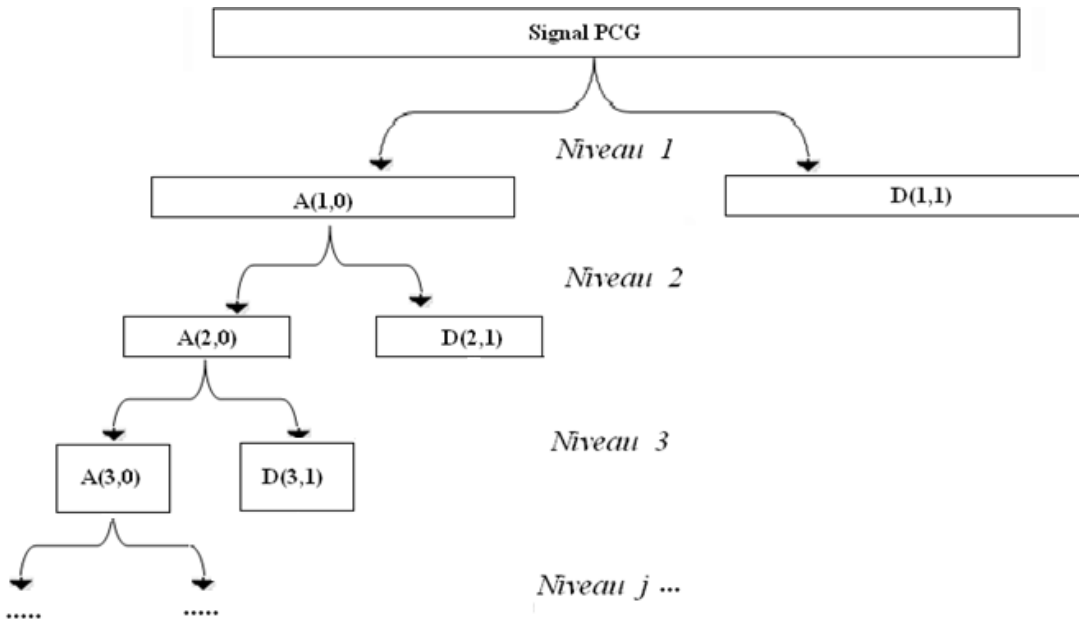 Signal PCG
Niveau 1
A(1,0)
D(1,1)
Niveau 2
A(2,0)
D(2,1)
Niveau 3
A(3,0)
D(3,1)
Niveau j ...
.....
.....